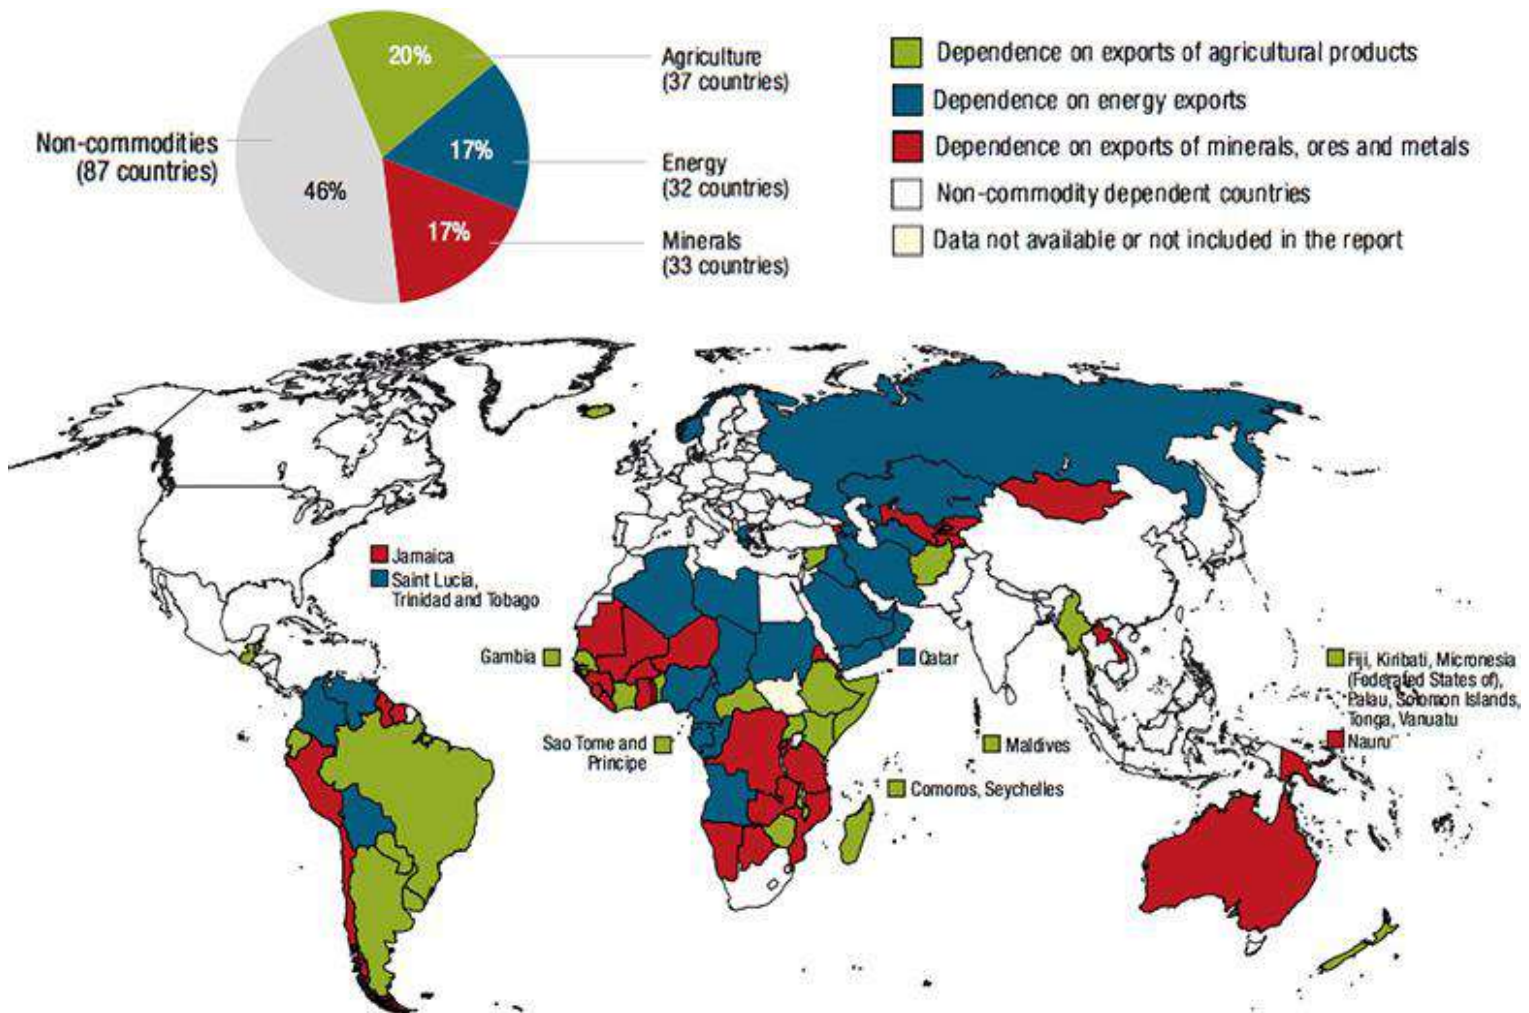 20%
17%
17%
46%
Non-commodities
(87 countries)
Agriculture
(37 countries)
Energy
(32 countries)
Minerals
(33 countries)
Dependence on exports of agricultural products
Dependence on energy exports
Dependence on exports of minerals, ores and metals
Non-commodity dependent countries
Data not available or not included in the report
Jamaica
Saint Lucia,
Trinidad and Tobago
Gambia
Qatar
Sao Tome and
Principe
Maldives
Comoros, Seychelles
Fiji, Kiribati, Micronesia
(Federated States of),
Palau, Solomon Islands,
Tonga, Vanuatu
Nauru